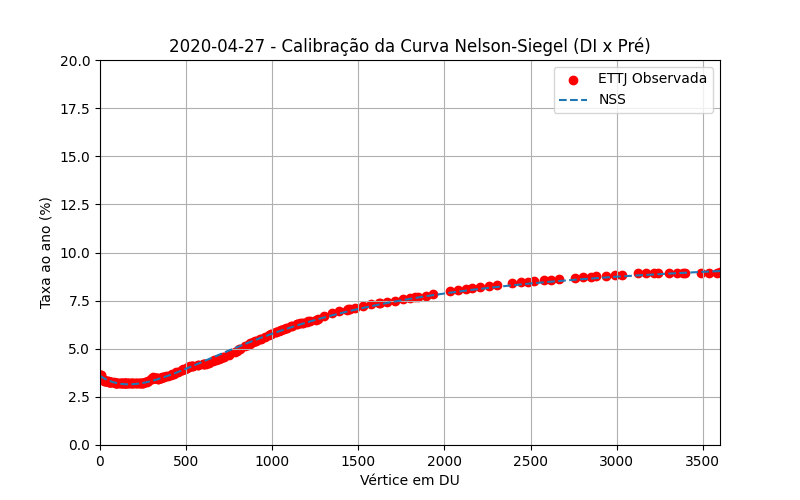 2020-04-27 - Calibração da Curva Nelson-Siegel (DI x Pré)
20.0
17.5
15.0
12.5
10.0
7.5
5.0
2.5
0.0
Taxa ao ano (%)
ETTJ Observada
NSS
0 500 1000 1500 2000 2500 3000 3500
Vértice em DU